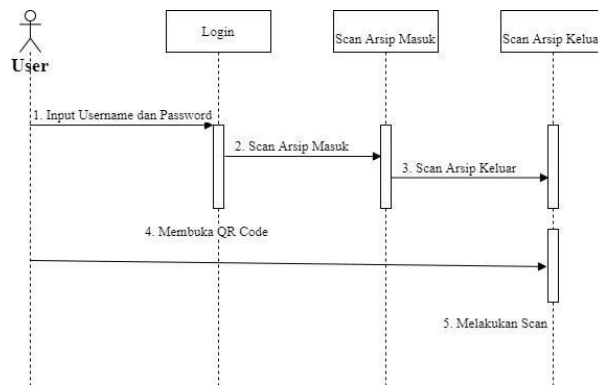 Login
Scan Arsip Masuk
Scan Arsip Kelua
User
1. Input Username dan Password
2. Scan Arsip Masuk
3. Scan Arsip Keluar
4. Membuka QR Code
5. Melakukan Scan